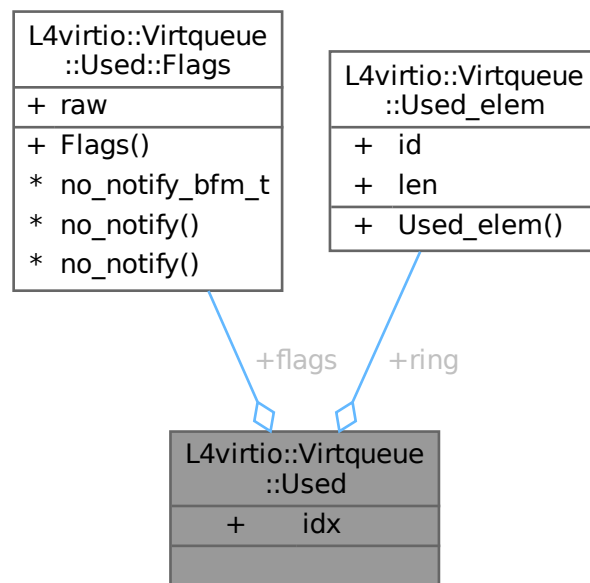 L4virtio::Virtqueue
::Used::Flags
+ raw
+ Flags()
* no_notify_bfm_t
* no_notify()
* no_notify()
L4virtio::Virtqueue
::Used_elem
+ id
+ len
+ Used_elem()
+flags
+ring
L4virtio::Virtqueue
::Used
+ idx